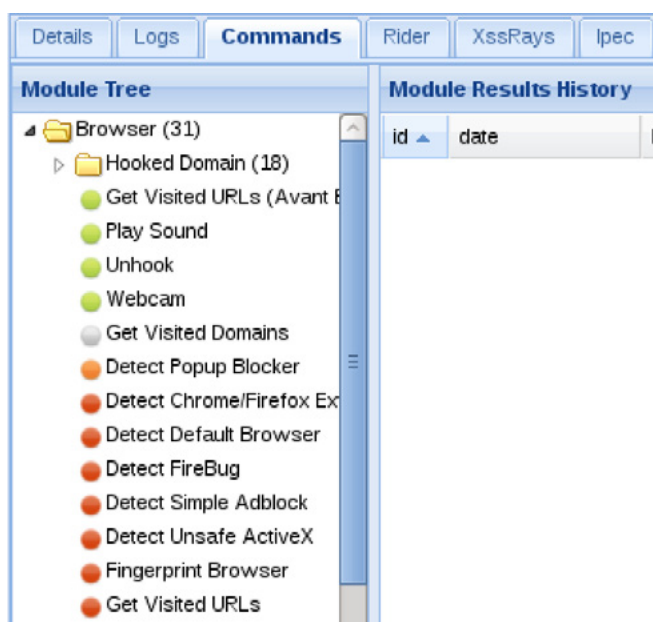 Details Logs Commands Rider XssRays Ipec
Module Tree
Module Results History
Browser (31)
id date
Hooked Domain (18)
Get Visited URLs (Avant
Play Sound
Unhook
Webcam
Get Visited Domains
Detect Popup Blocker
Detect Chrome/Firefox Ex
Detect Default Browser
Detect FireBug
Detect Simple Adblock
Detect Unsafe ActiveX
Fingerprint Browser
Get Visited URLs